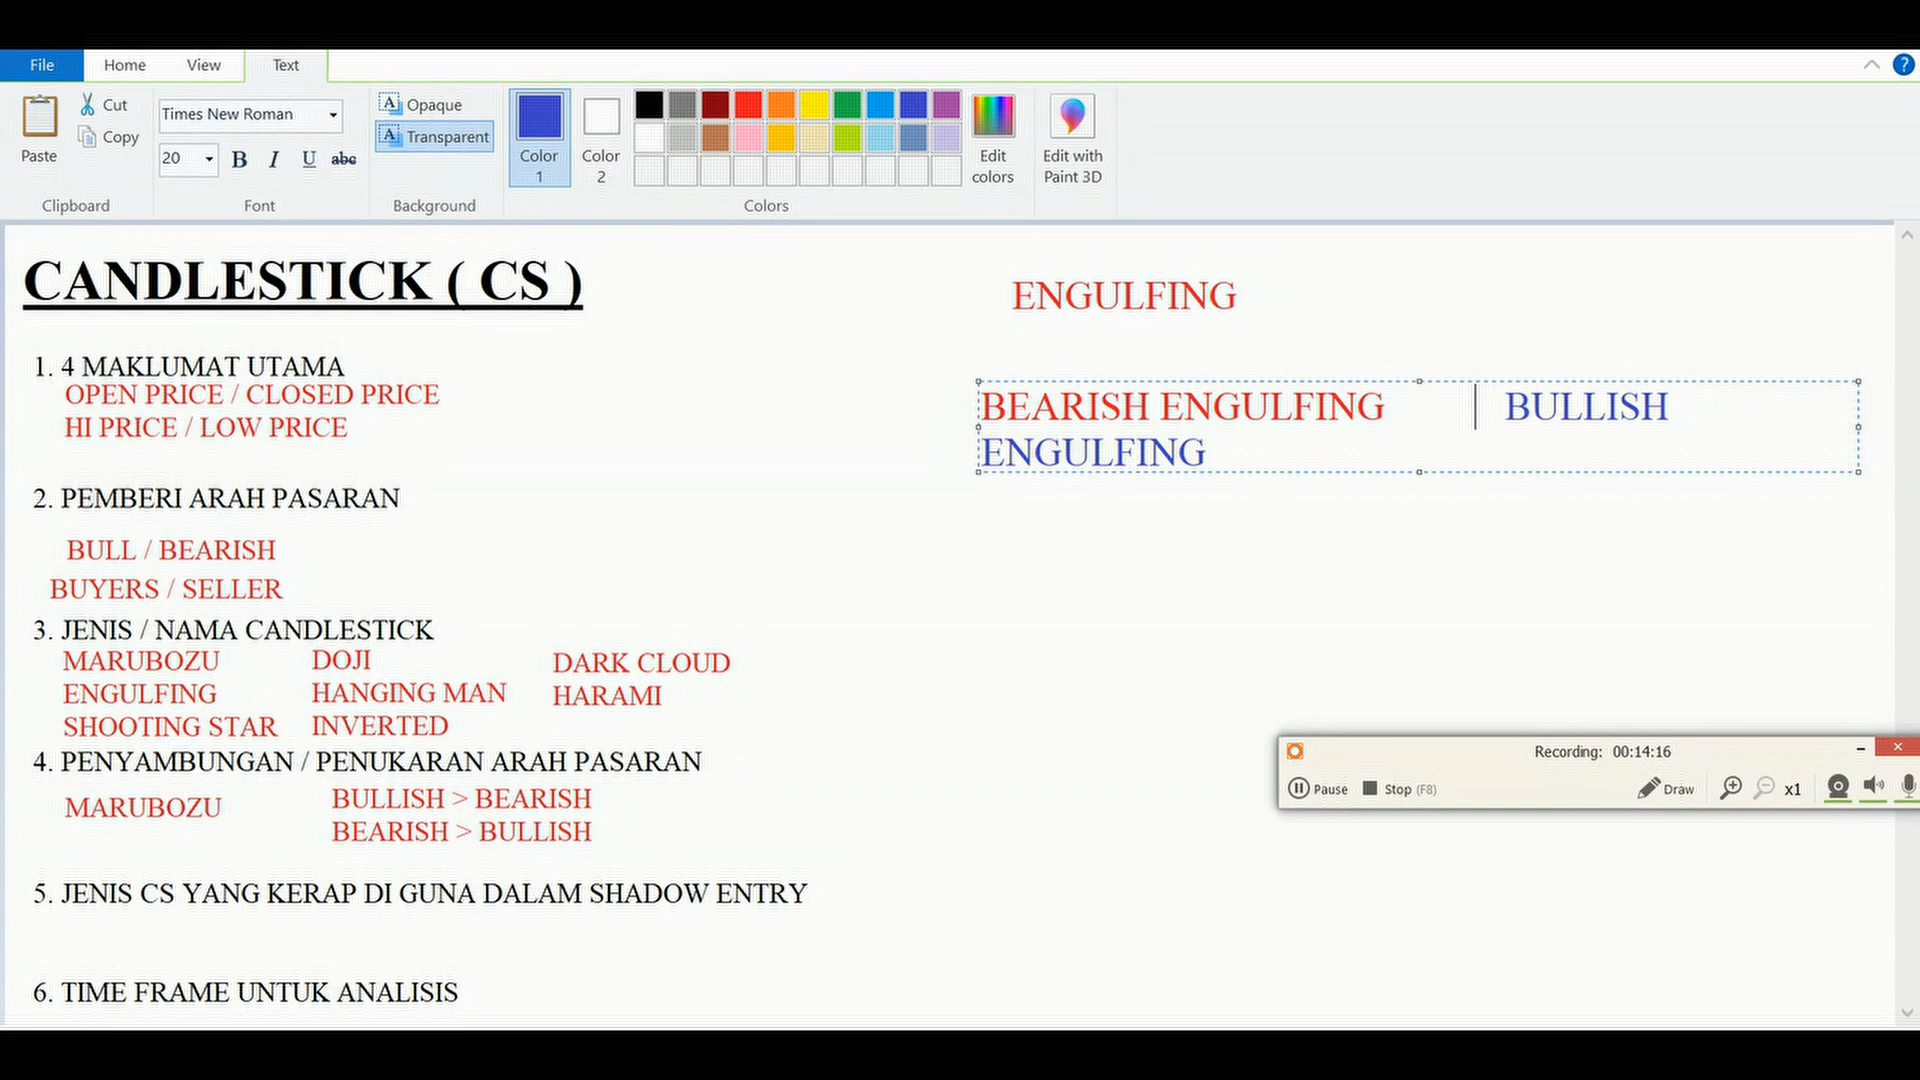 File Home View Text
Paste
Cut
Copy
Clipboard
Times New Roman
20 B I U abc
Font
A Opaque
A Transparent
Background
Color 1
Color 2
Edit colors
Colors
Edit with Paint 3D
?
CANDLESTICK ( CS )
1. 4 MAKLUMAT UTAMA
OPEN PRICE / CLOSED PRICE
HI PRICE / LOW PRICE
2. PEMBERI ARAH PASARAN
BULL / BEARISH
BUYERS / SELLER
3. JENIS / NAMA CANDLESTICK
MARUBOZU DOJI DARK CLOUD
ENGULFING HANGING MAN HARAMI
SHOOTING STAR INVERTED
4. PENYAMBUNGAN / PENUKARAN ARAH PASARAN
MARUBOZU BULLISH > BEARISH
BEARISH > BULLISH
5. JENIS CS YANG KERAP DI GUNA DALAM SHADOW ENTRY
6. TIME FRAME UNTUK ANALISIS
ENGULFING
BEARISH ENGULFING BULLISH
ENGULFING
Recording: 00:14:16
Pause Stop (F8) Draw x1